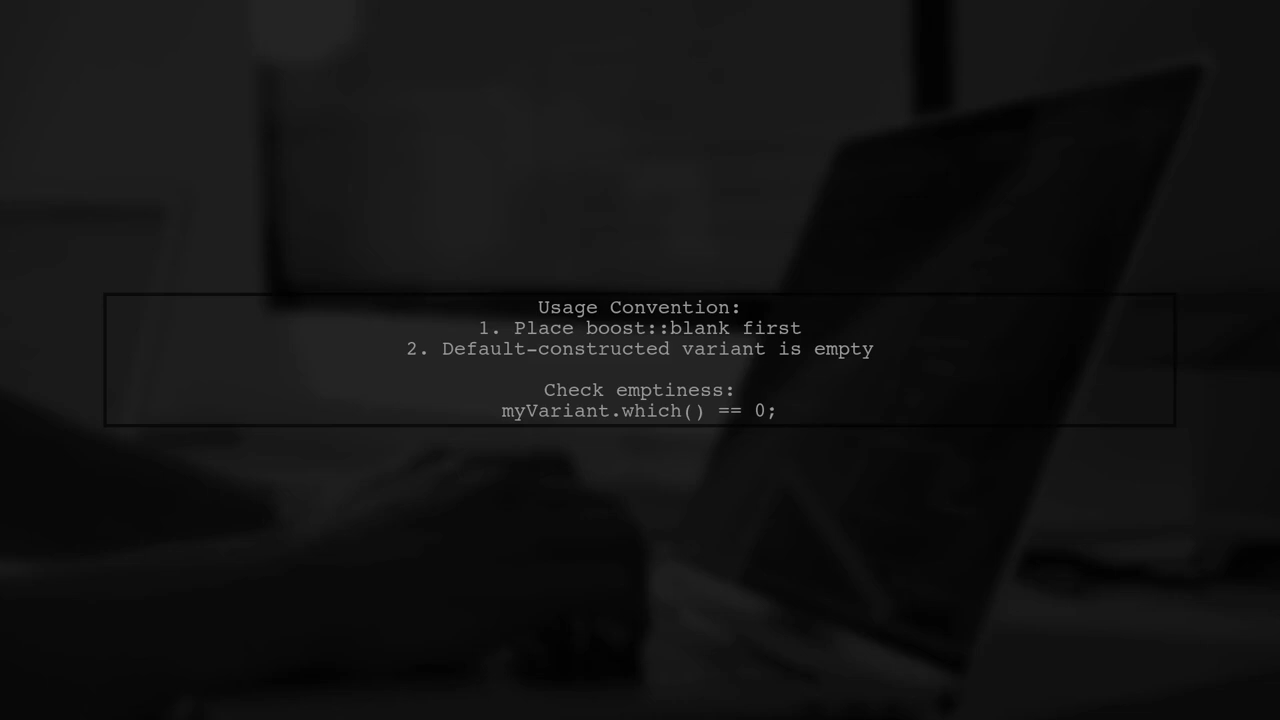 Usage Convention:
1. Place boost::blank first
2. Default-constructed variant is empty
Check emptiness:
myVariant.which() == 0;